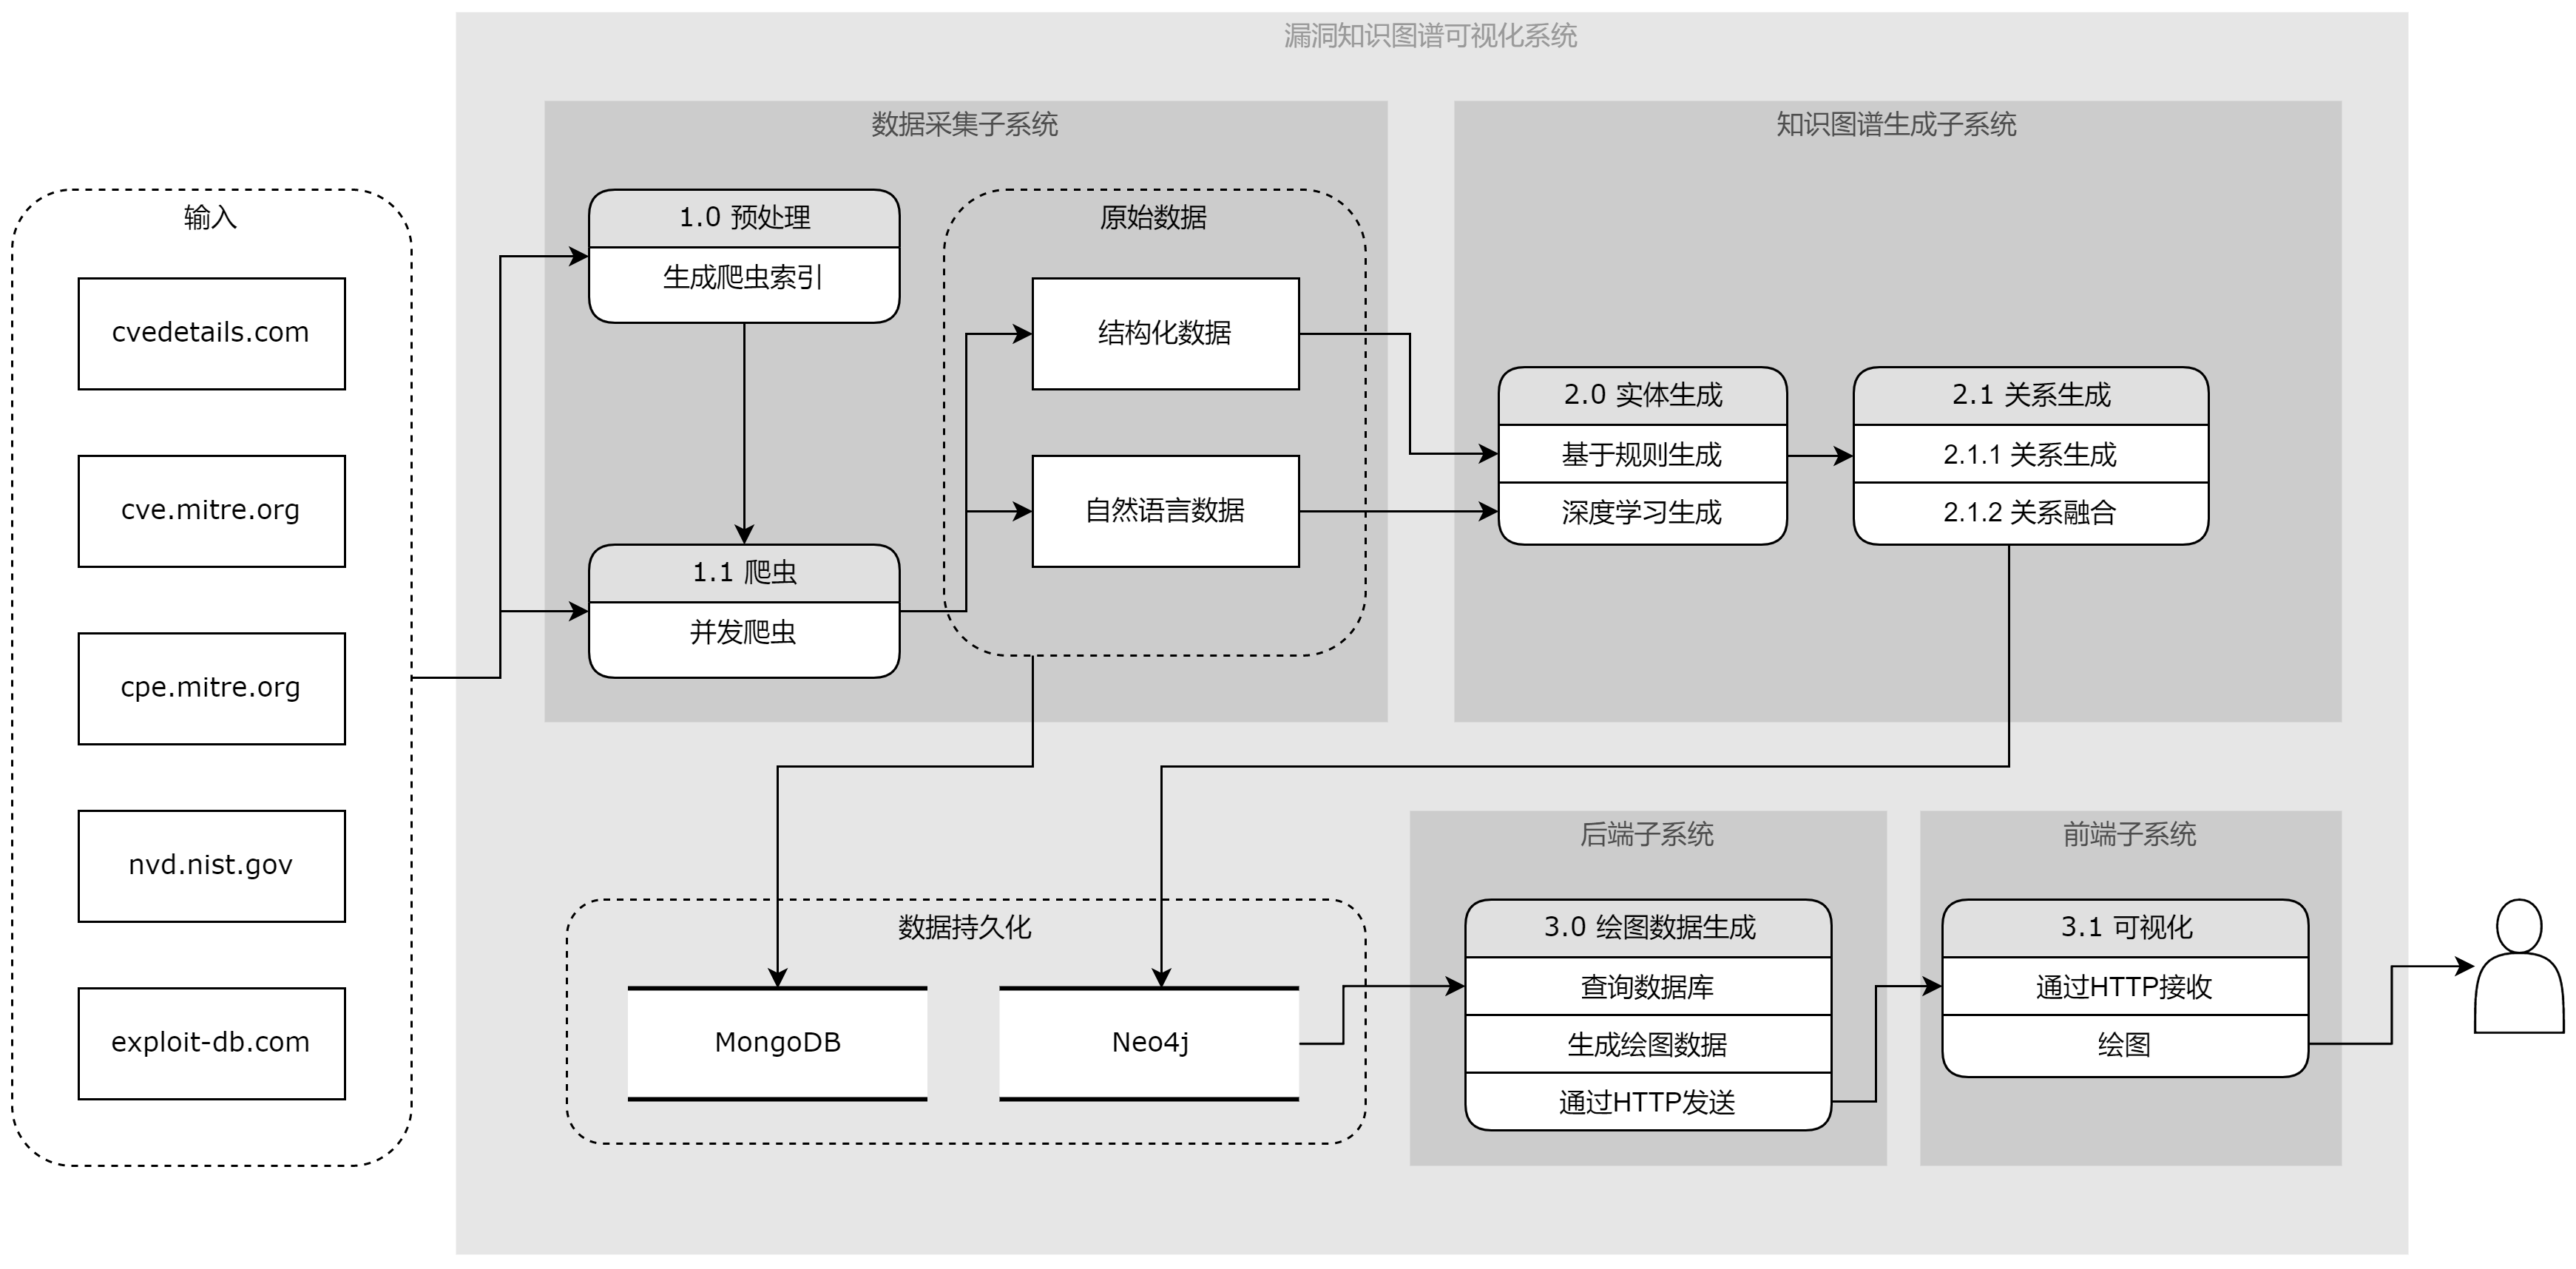 漏洞知识图谱可视化系统
输入
cvedetails.com
cve.mitre.org
cpe.mitre.org
nvd.nist.gov
exploit-db.com
数据采集子系统
1.0 预处理
生成爬虫索引
1.1 爬虫
并发爬虫
原始数据
结构化数据
自然语言数据
知识图谱生成子系统
2.0 实体生成
基于规则生成
深度学习生成
2.1 关系生成
2.1.1 关系生成
2.1.2 关系融合
数据持久化
MongoDB
Neo4j
后端子系统
3.0 绘图数据生成
查询数据库
生成绘图数据
通过HTTP发送
前端子系统
3.1 可视化
通过HTTP接收
绘图